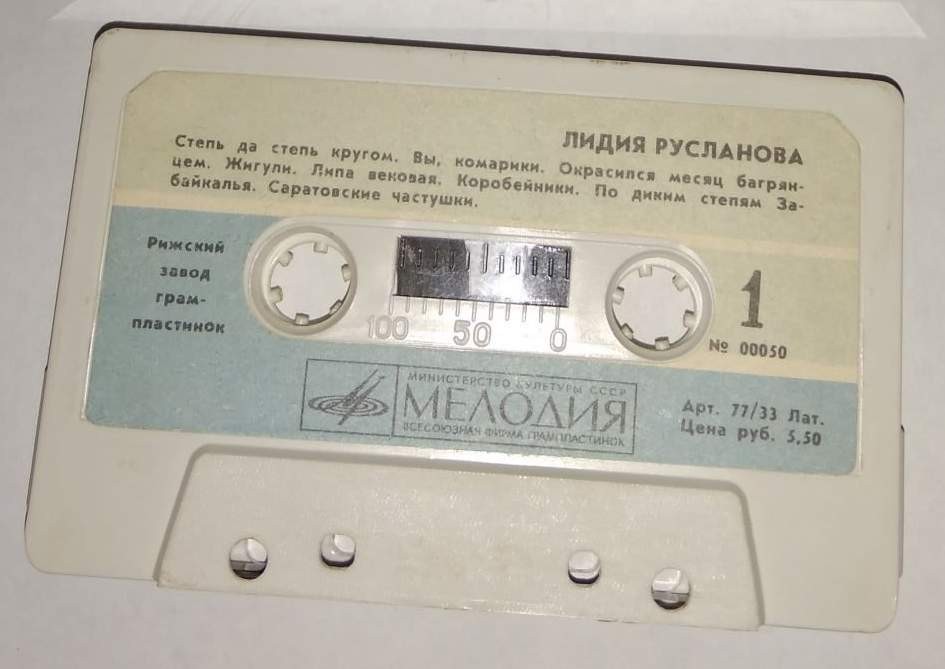 ЛИДИЯ РУСЛАНОВА
Степь да степь кругом. Вы, комарики. Окрасился месяц багрян-
цем. Жигули. Липа вековая. Коробейники. По диким степям За-
байкалья. Саратовские частушки.
Рижский
завод
грам-
пластинок
100 50 0
1
№ 00050
МИНИСТЕРСТВО КУЛЬТУРЫ СССР
МЕЛОДИЯ
ВСЕСОЮЗНАЯ ФИРМА ГРАМПЛАСТИНОК
Арт. 77/33 Лат.
Цена руб. 5,50